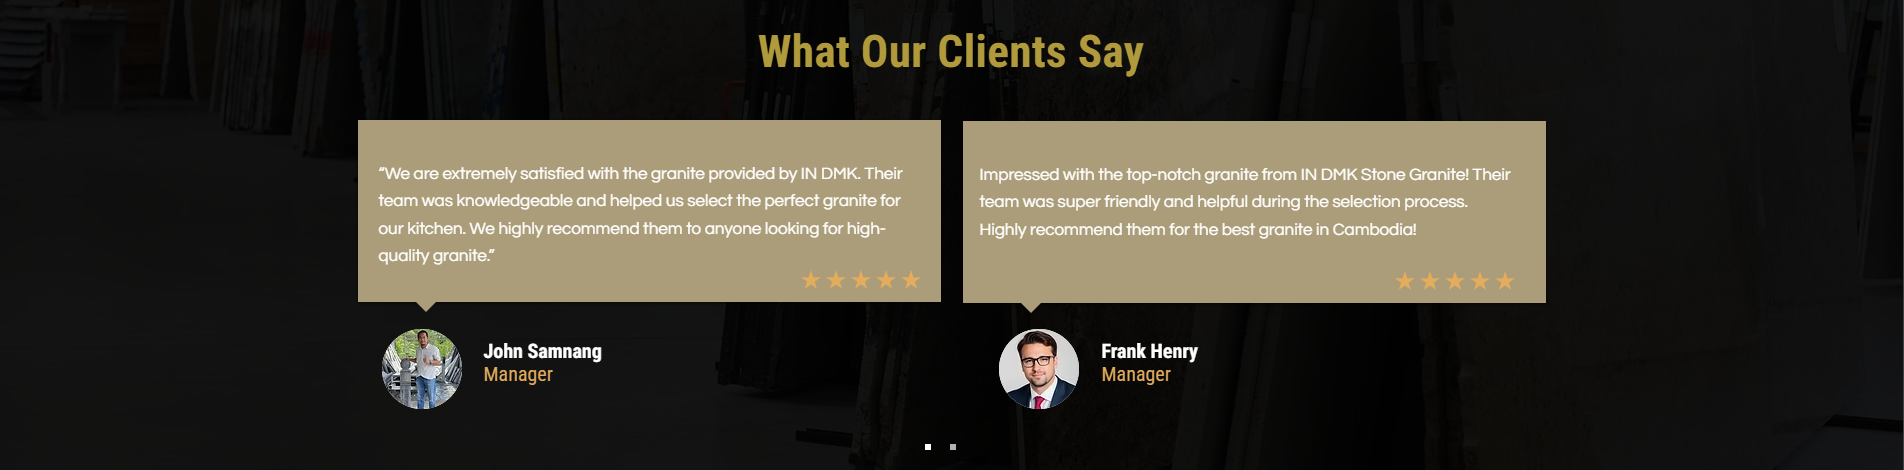 What Our Clients Say
“We are extremely satisfied with the granite provided by IN DMK. Their
team was knowledgeable and helped us select the perfect granite for
our kitchen. We highly recommend them to anyone looking for high-
quality granite.”
Impressed with the top-notch granite from IN DMK Stone Granite! Their
team was super friendly and helpful during the selection process.
Highly recommend them for the best granite in Cambodia!
John Samnang
Manager
Frank Henry
Manager